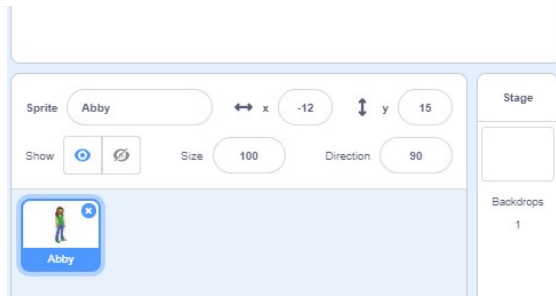 Sprite Abby x -12 y 15
Show Size 100 Direction 90
Abby
Stage
Backdrops
1